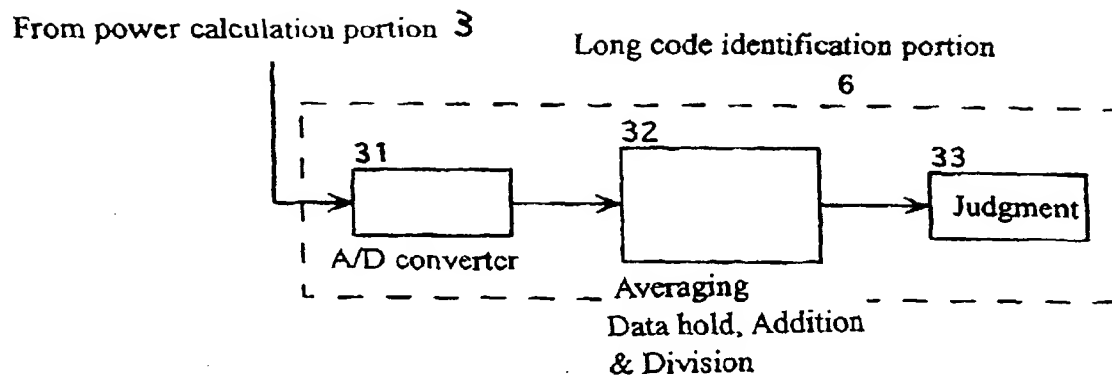 From power calculation portion 3
Long code identification portion
6
31
32
33
Judgment
A/D converter
Averaging
Data hold, Addition
& Division